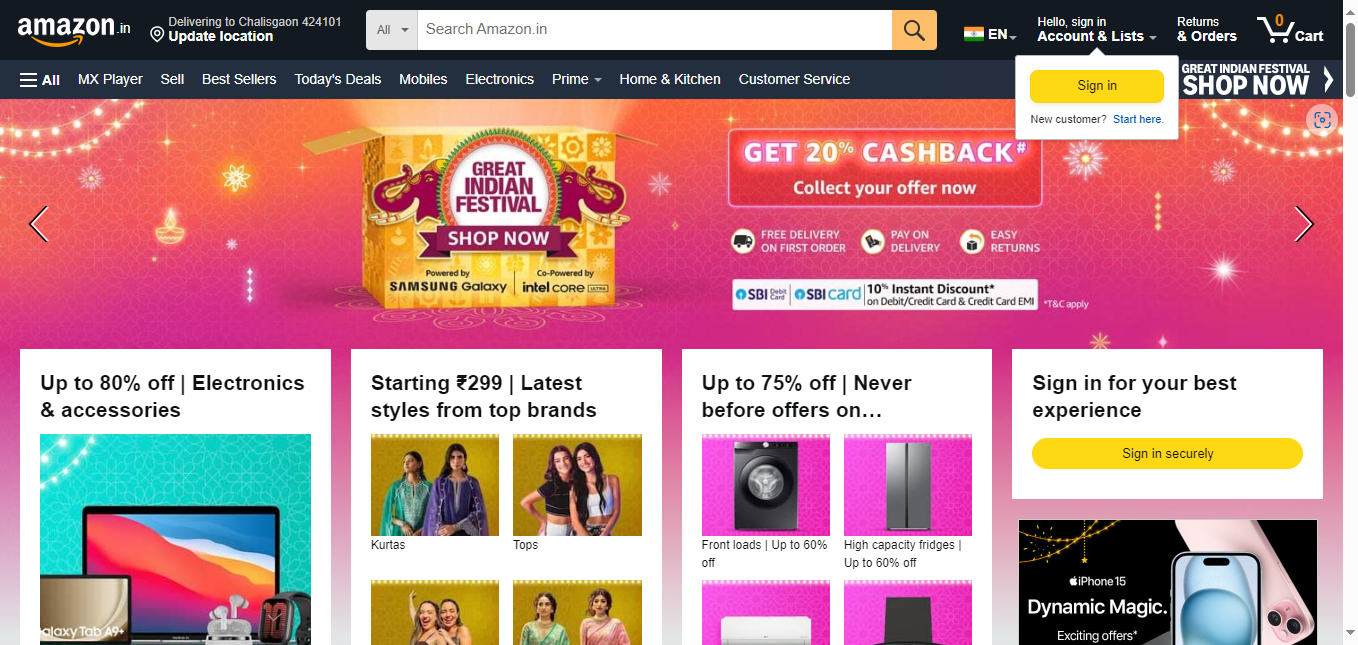 amazon.in
Delivering to Chalisgaon 424101
Update location
All
Search Amazon.in
EN
Hello, sign in
Account & Lists
Returns
& Orders
0
Cart
All
MX Player
Sell
Best Sellers
Today's Deals
Mobiles
Electronics
Prime
Home & Kitchen
Customer Service
GREAT INDIAN FESTIVAL
SHOP NOW
Sign in
New customer? Start here.
GREAT
INDIAN
FESTIVAL
SHOP NOW
Powered by
SAMSUNG Galaxy
Co-Powered by
intel CORE ULTRA
GET 20% CASHBACK#
Collect your offer now
FREE DELIVERY
ON FIRST ORDER
PAY ON
DELIVERY
EASY
RETURNS
SBI Debit Card
SBI card
10% Instant Discount*
on Debit/Credit Card & Credit Card EMI
*T&C apply
Up to 80% off | Electronics
& accessories
alaxy Tab A9+
Starting ₹299 | Latest
styles from top brands
Kurtas
Tops
Up to 75% off | Never
before offers on…
Front loads | Up to 60%
off
High capacity fridges |
Up to 60% off
Sign in for your best
experience
Sign in securely
iPhone 15
Dynamic Magic.
Exciting offers*